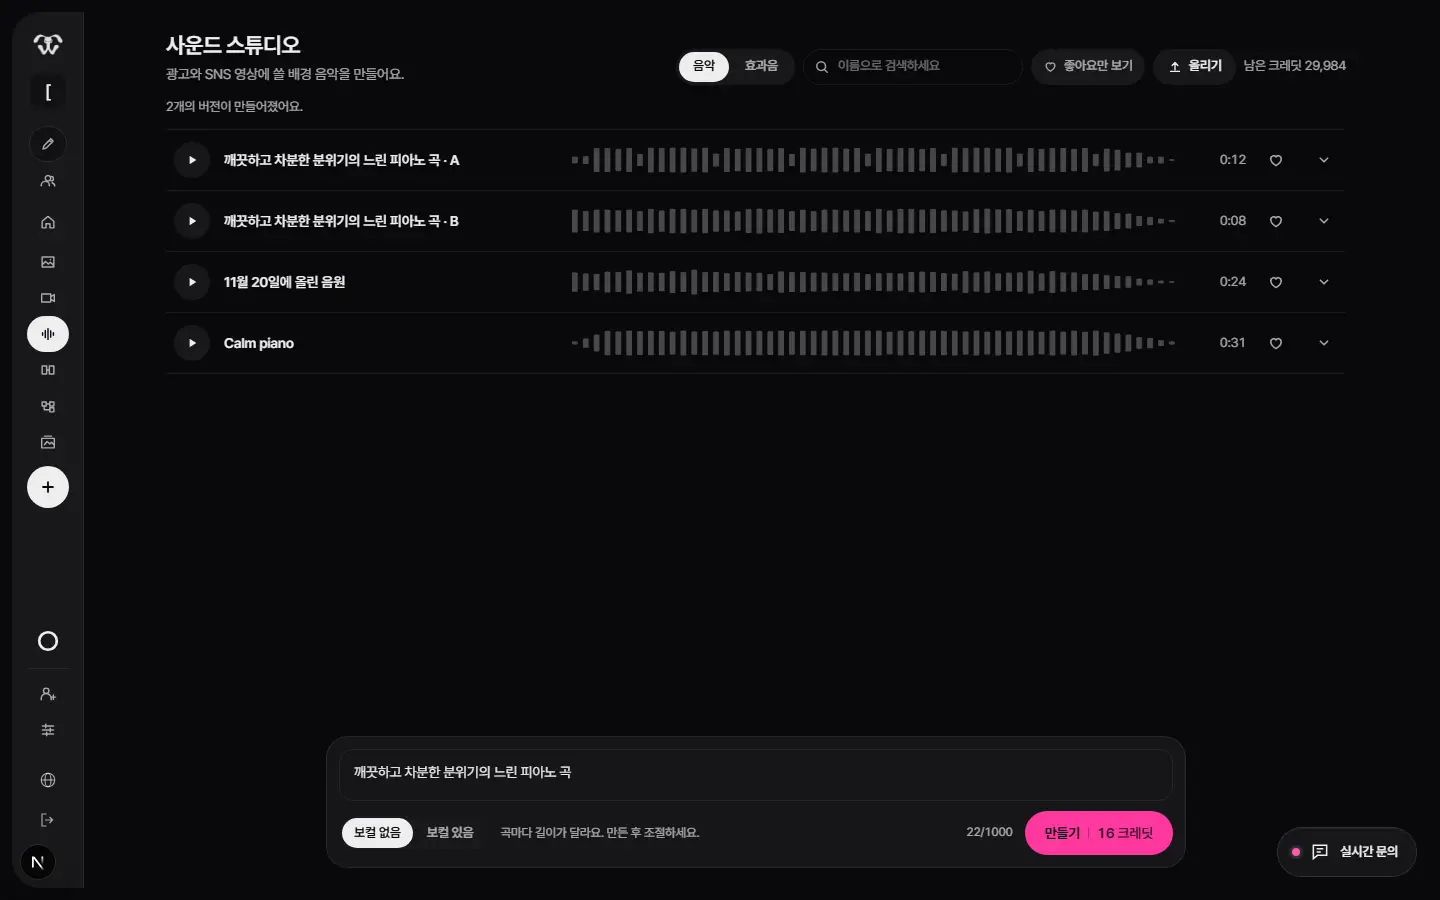 사운드 스튜디오
광고와 SNS 영상에 쓸 배경 음악을 만들어요.
음악
효과음
이름으로 검색하세요
좋아요만 보기
올리기
남은 크레딧 29,984
2개의 버전이 만들어졌어요.
깨끗하고 차분한 분위기의 느린 피아노 곡 · A
0:12
깨끗하고 차분한 분위기의 느린 피아노 곡 · B
0:08
11월 20일에 올린 음원
0:24
Calm piano
0:31
[
N
깨끗하고 차분한 분위기의 느린 피아노 곡
보컬 없음
보컬 있음
곡마다 길이가 달라요. 만든 후 조절하세요.
22/1000
만들기 | 16 크레딧
실시간 문의